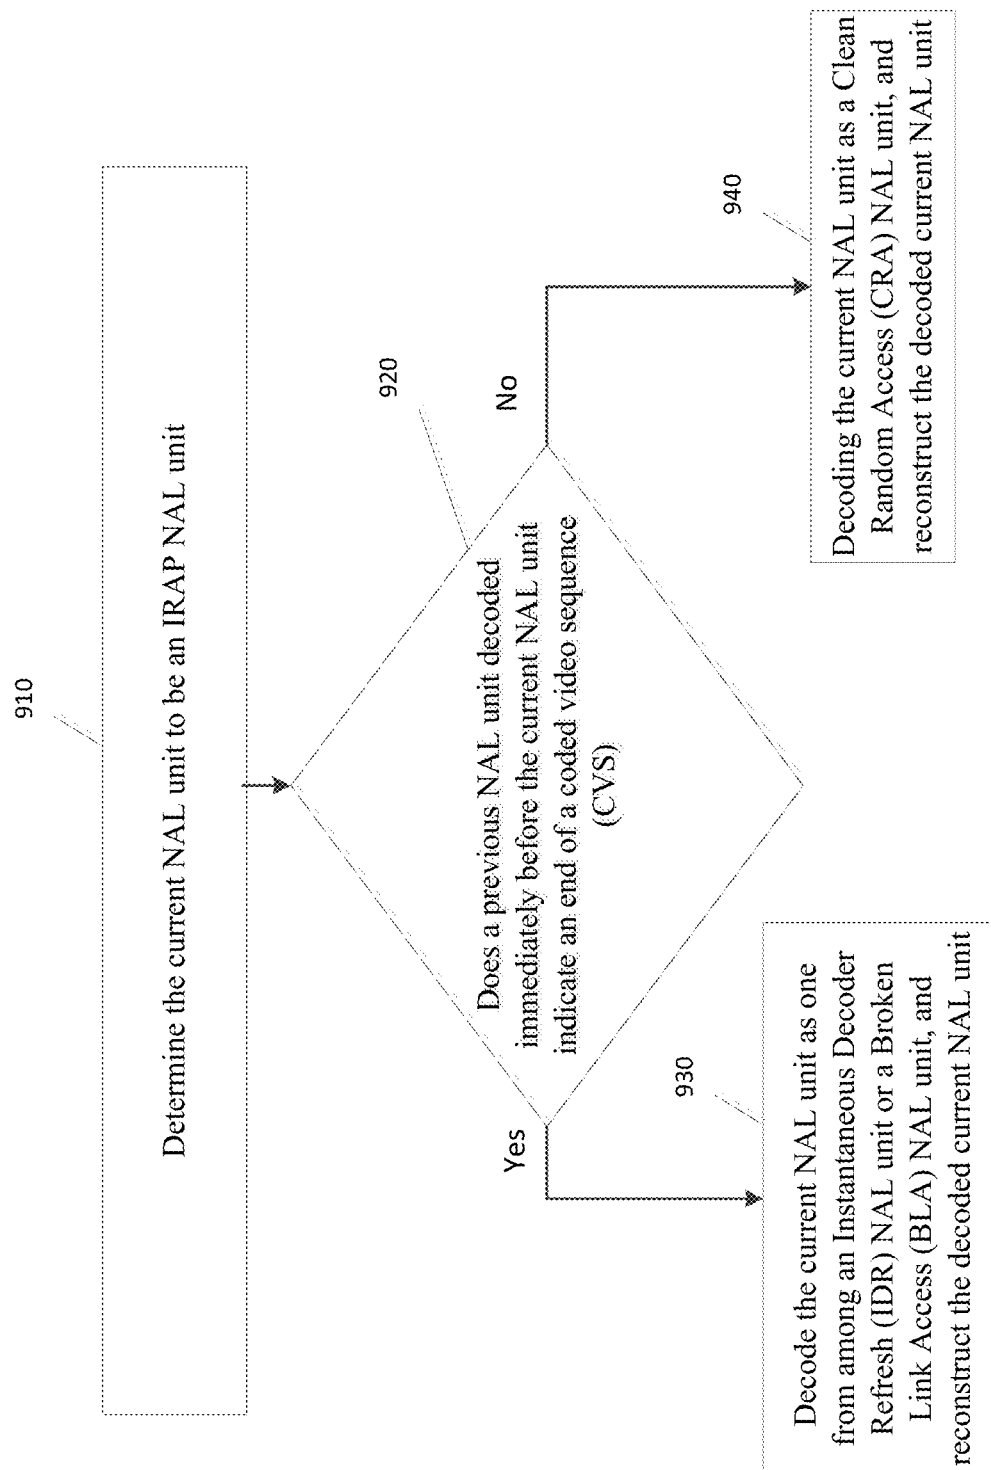 910
Determine the current NAL unit to be an IRAP NAL unit
920
Does a previous NAL unit decoded
immediately before the current NAL unit
indicate an end of a coded video sequence
(CVS)
Yes
No
930
Decode the current NAL unit as one
from among an Instantaneous Decoder
Refresh (IDR) NAL unit or a Broken
Link Access (BLA) NAL unit, and
reconstruct the decoded current NAL unit
940
Decoding the current NAL unit as a Clean
Random Access (CRA) NAL unit, and
reconstruct the decoded current NAL unit